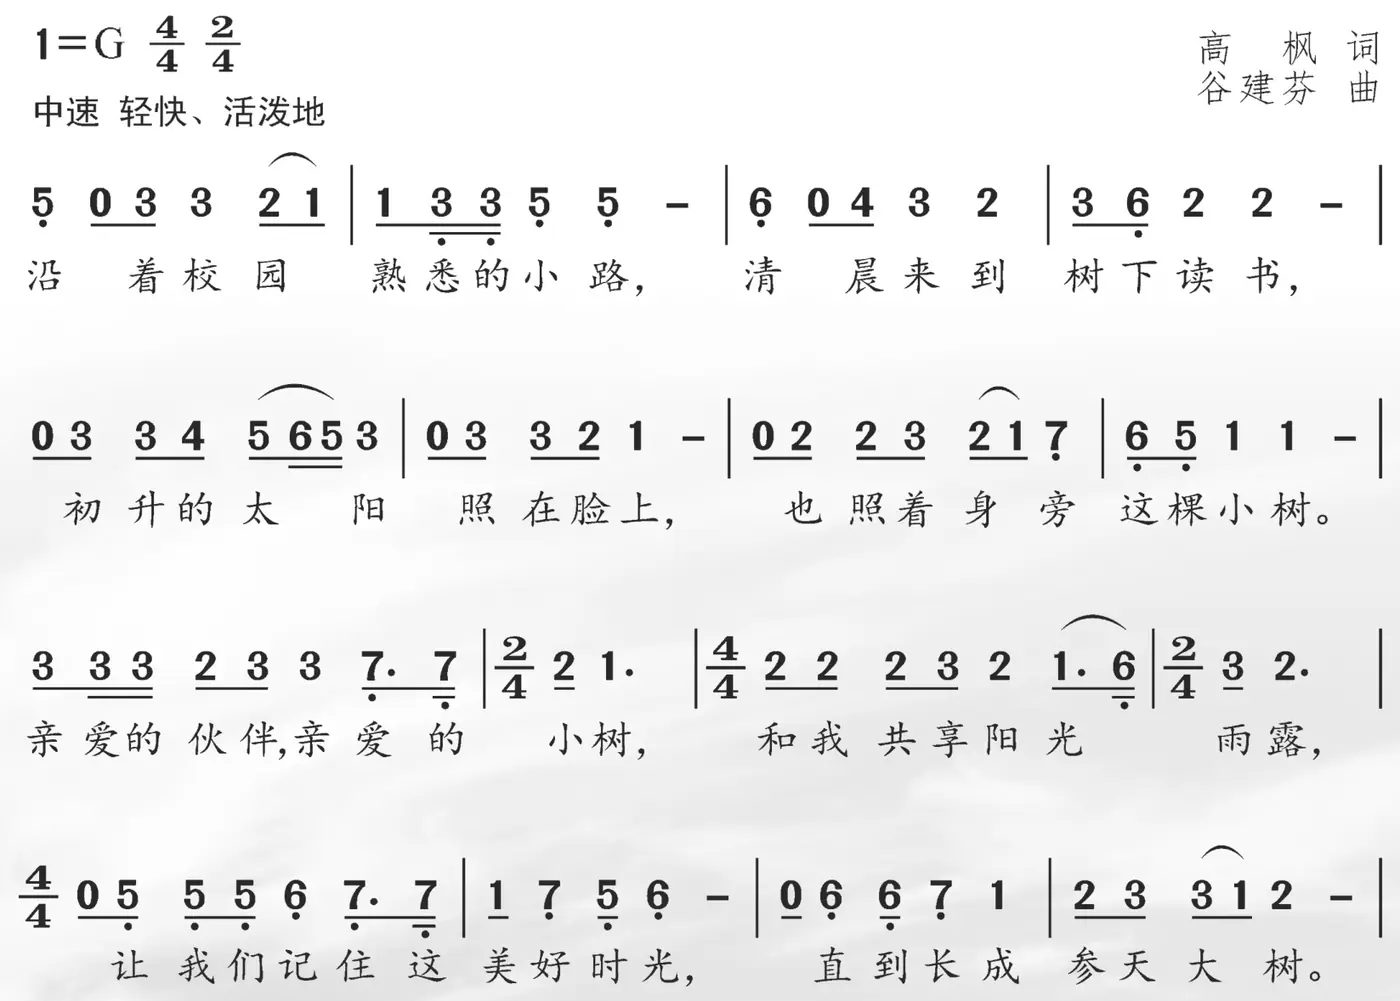 1=G 4/4 2/4
高 枫 词
中速 轻快、活泼地
谷建芬 曲
5 0 3 3 2 1 | 1 3 3 5 5 - | 6 0 4 3 2 | 3 6 2 2 - |
沿 着校 园 熟悉的小 路, 清 晨来到 树下读 书,
0 3 3 4 5 6 5 3 | 0 3 3 2 1 - | 0 2 2 3 2 1 7 | 6 5 1 1 - |
初 升的 太 阳 照 在脸上, 也 照着 身 旁 这棵小 树。
3 3 3 2 3 3 7. 7 | 2/4 2 1. | 4/4 2 2 2 3 2 1. 6 | 2/4 3 2. |
亲 爱的 伙 伴,亲 爱 的 小树, 和我 共享阳 光 雨露,
4/4 0 5 5 5 6 7. 7 | 1 7 5 6 - | 0 6 6 7 1 | 2 3 3 1 2 - |
让 我们记 住 这 美好时光, 直到长成 参天大 树。